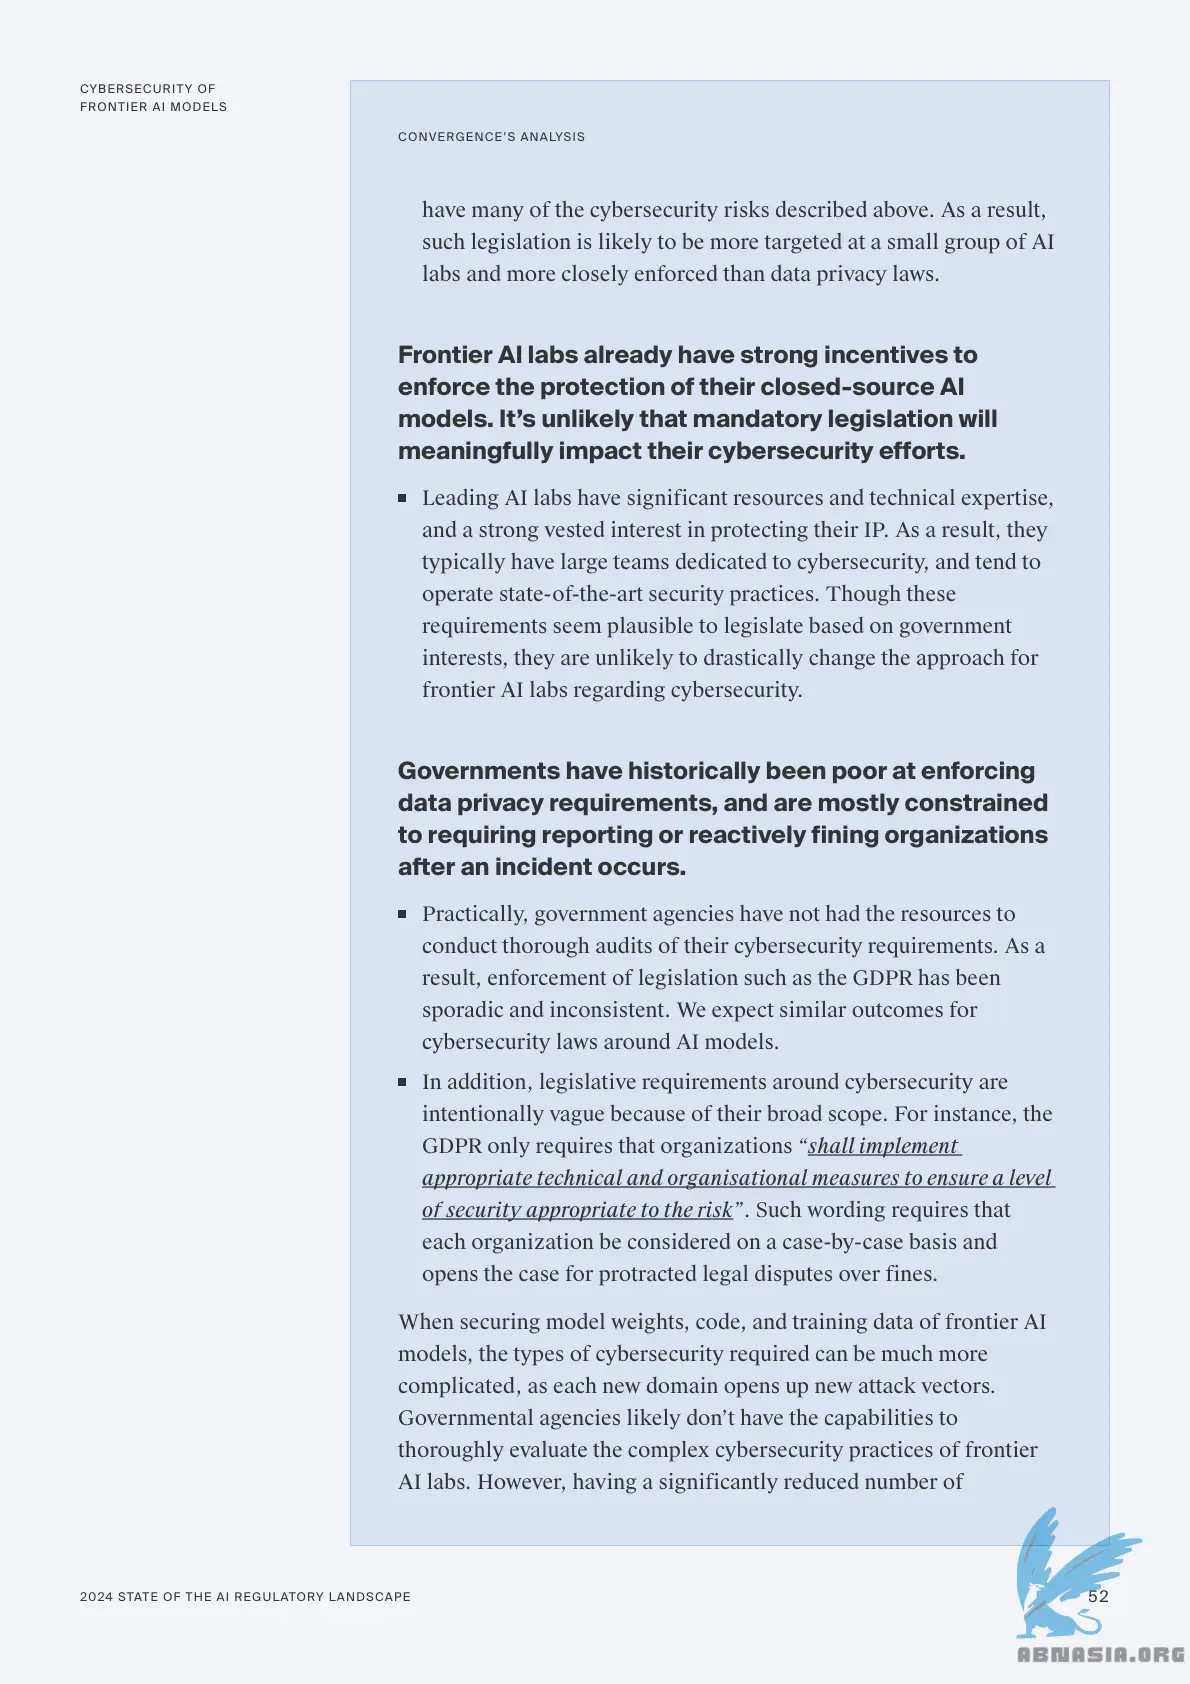 CYBERSECURITY OF
FRONTIER AI MODELS
CONVERGENCE'S ANALYSIS
have many of the cybersecurity risks described above. As a result,
such legislation is likely to be more targeted at a small group of AI
labs and more closely enforced than data privacy laws.
Frontier AI labs already have strong incentives to
enforce the protection of their closed-source AI
models. It’s unlikely that mandatory legislation will
meaningfully impact their cybersecurity efforts.
■ Leading AI labs have significant resources and technical expertise,
and a strong vested interest in protecting their IP. As a result, they
typically have large teams dedicated to cybersecurity, and tend to
operate state-of-the-art security practices. Though these
requirements seem plausible to legislate based on government
interests, they are unlikely to drastically change the approach for
frontier AI labs regarding cybersecurity.
Governments have historically been poor at enforcing
data privacy requirements, and are mostly constrained
to requiring reporting or reactively fining organizations
after an incident occurs.
■ Practically, government agencies have not had the resources to
conduct thorough audits of their cybersecurity requirements. As a
result, enforcement of legislation such as the GDPR has been
sporadic and inconsistent. We expect similar outcomes for
cybersecurity laws around AI models.
■ In addition, legislative requirements around cybersecurity are
intentionally vague because of their broad scope. For instance, the
GDPR only requires that organizations “shall implement
appropriate technical and organisational measures to ensure a level
of security appropriate to the risk”. Such wording requires that
each organization be considered on a case-by-case basis and
opens the case for protracted legal disputes over fines.
When securing model weights, code, and training data of frontier AI
models, the types of cybersecurity required can be much more
complicated, as each new domain opens up new attack vectors.
Governmental agencies likely don’t have the capabilities to
thoroughly evaluate the complex cybersecurity practices of frontier
AI labs. However, having a significantly reduced number of
2024 STATE OF THE AI REGULATORY LANDSCAPE
52
ABNASIA.ORG